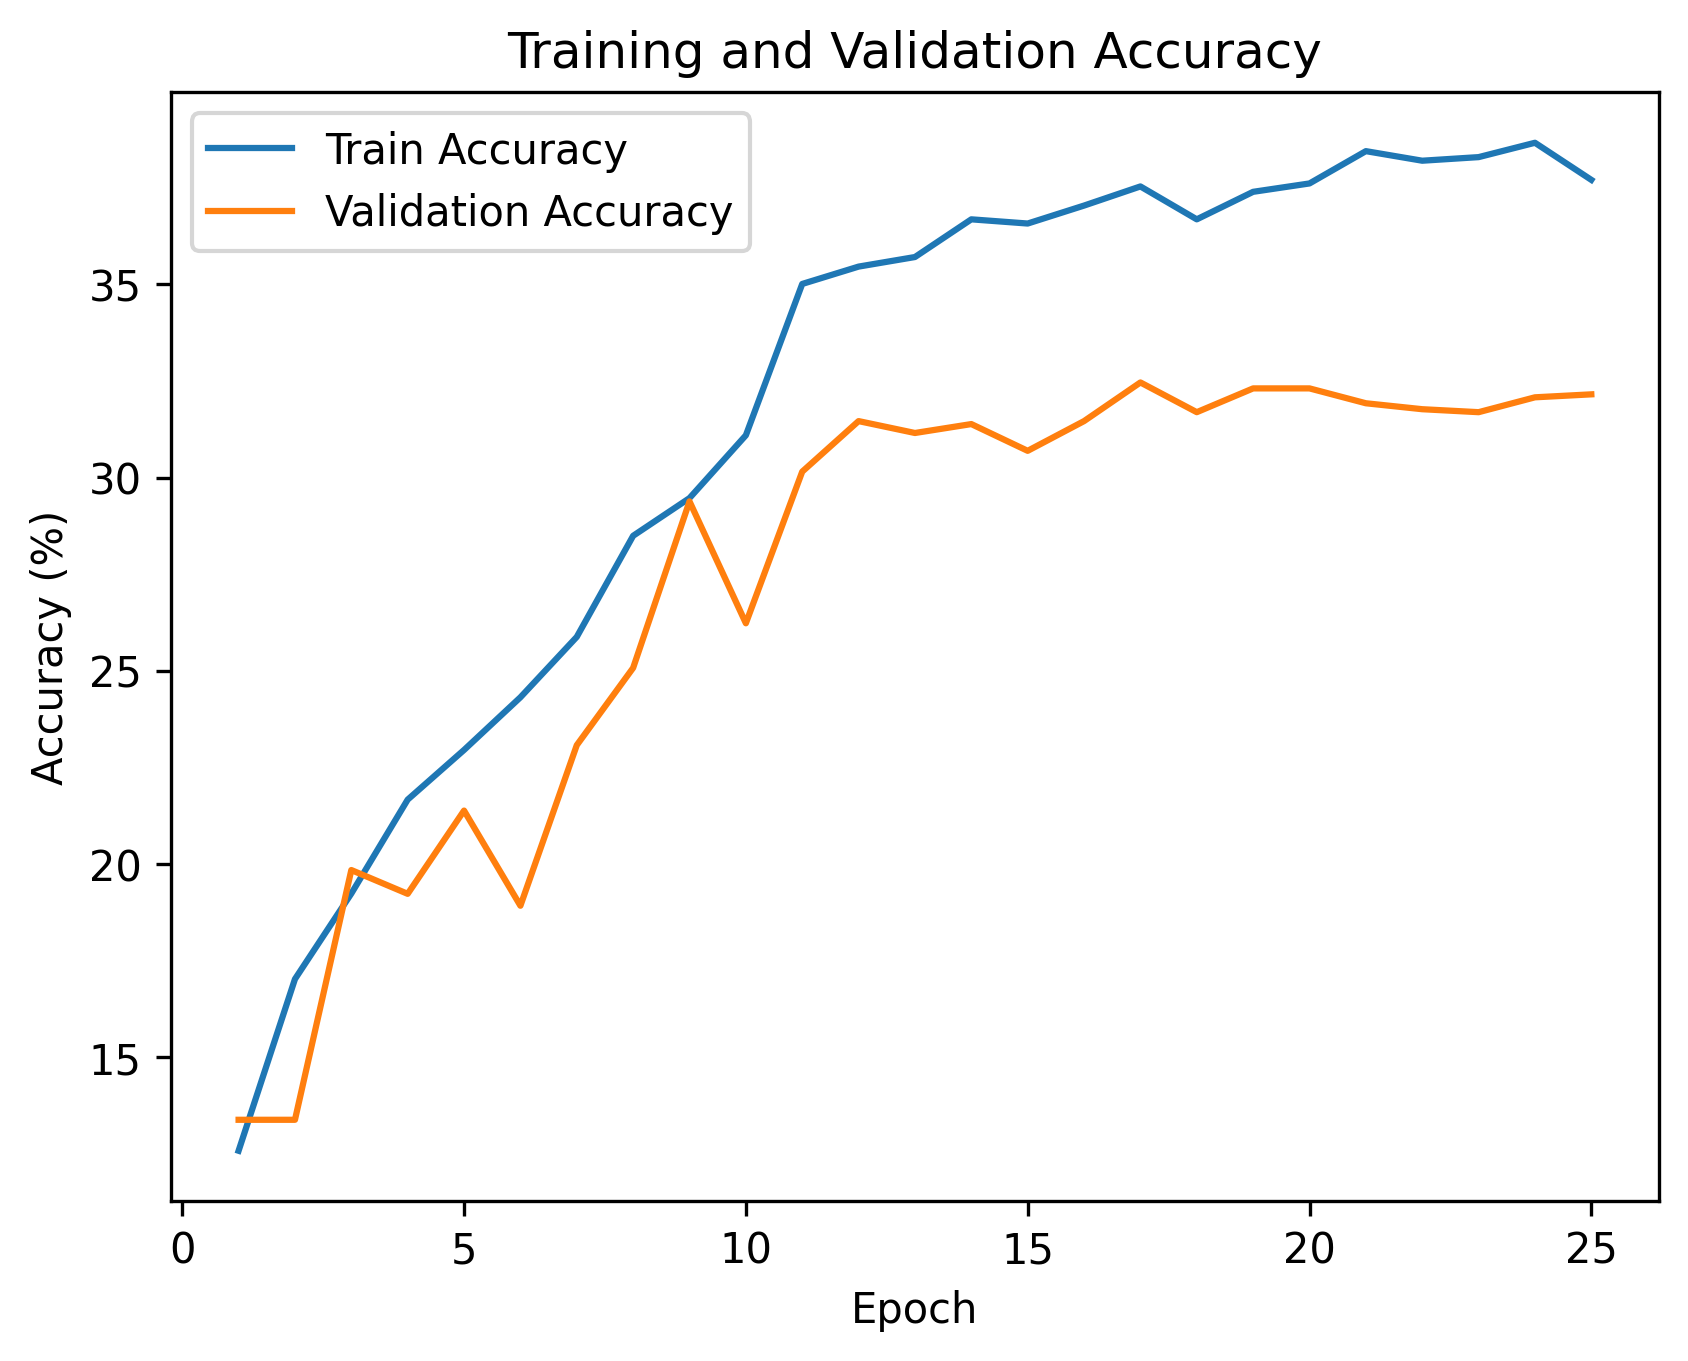 Training and Validation Accuracy
Train Accuracy
Validation Accuracy
Accuracy (%)
35
30
25
20
15
0 5 10 15 20 25
Epoch